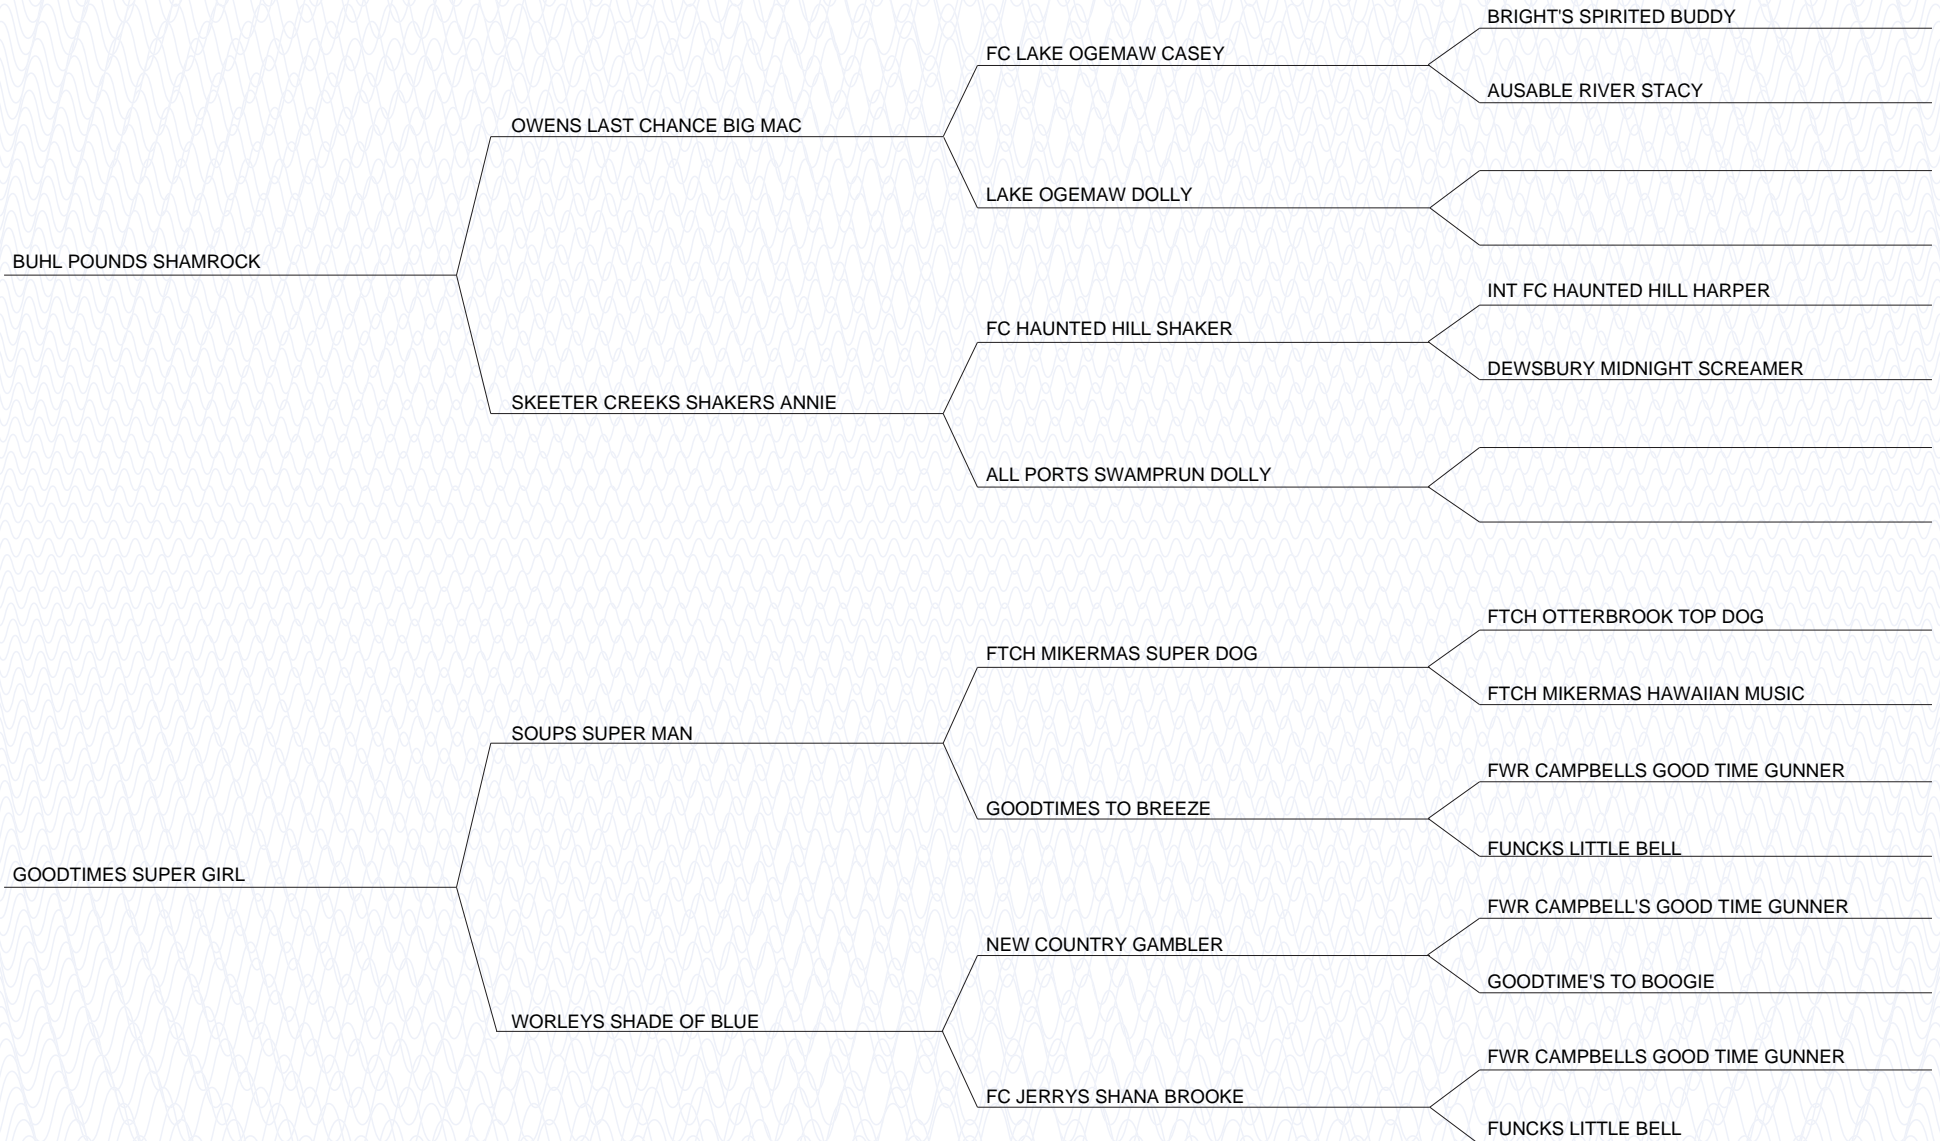 BRIGHT'S SPIRITED BUDDY
FC LAKE OGEMAW CASEY
AUSABLE RIVER STACY
OWENS LAST CHANCE BIG MAC
LAKE OGEMAW DOLLY
BUHL POUNDS SHAMROCK
INT FC HAUNTED HILL HARPER
FC HAUNTED HILL SHAKER
DEWSBURY MIDNIGHT SCREAMER
SKEETER CREEKS SHAKERS ANNIE
ALL PORTS SWAMPRUN DOLLY
FTCH OTTERBROOK TOP DOG
FTCH MIKERMAS SUPER DOG
FTCH MIKERMAS HAWAIIAN MUSIC
SOUPS SUPER MAN
FWR CAMPBELLS GOOD TIME GUNNER
GOODTIMES TO BREEZE
FUNCKS LITTLE BELL
GOODTIMES SUPER GIRL
FWR CAMPBELL'S GOOD TIME GUNNER
NEW COUNTRY GAMBLER
GOODTIME'S TO BOOGIE
WORLEYS SHADE OF BLUE
FWR CAMPBELLS GOOD TIME GUNNER
FC JERRYS SHANA BROOKE
FUNCKS LITTLE BELL